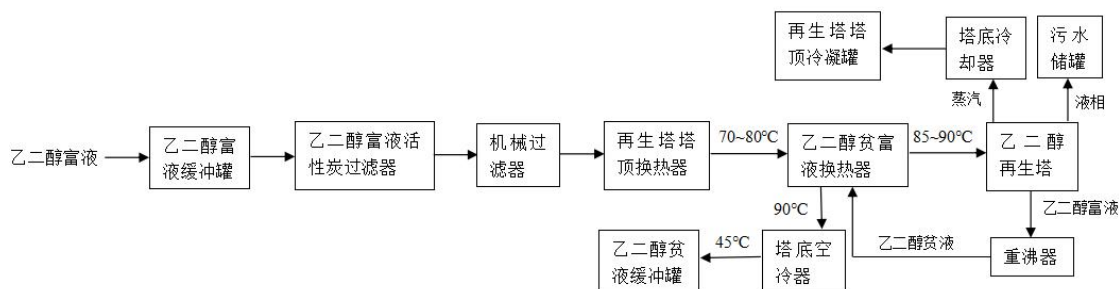 再生塔塔
顶冷凝罐
塔底冷
却器
污水
储罐
蒸汽
液相
乙二醇富液
乙二醇富
液缓冲罐
乙二醇富液活
性炭过滤器
机械过
滤器
再生塔塔
顶换热器
70~80℃
乙二醇贫富
液换热器
85~90℃
乙二醇
再生塔
90℃
乙二醇富液
乙二醇贫
液缓冲罐
45℃
塔底空
冷器
乙二醇贫液
重沸器